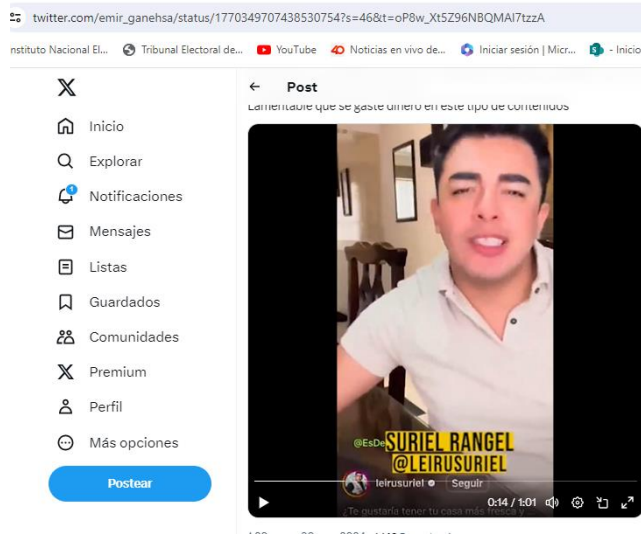 twitter.com/emir_ganehsa/status/1770349707438530754?s=46&t=oP8w_Xt5Z96NBQMAI7tzzA
nstituto Nacional El... Tribunal Electoral de... YouTube Noticias en vivo de... Iniciar sesión | Micr... - Inicio
Post
Lamentable que se gaste dinero en este tipo de contenidos
Inicio
Explorar
1
Notificaciones
Mensajes
Listas
Guardados
Comunidades
Premium
Perfil
Más opciones
Postear
@EsDe
SURIEL RANGEL
@LEIRUSURIEL
leirusuriel Seguir
0:14 / 1:01
¿Te gustaría tener tu casa más fresca y